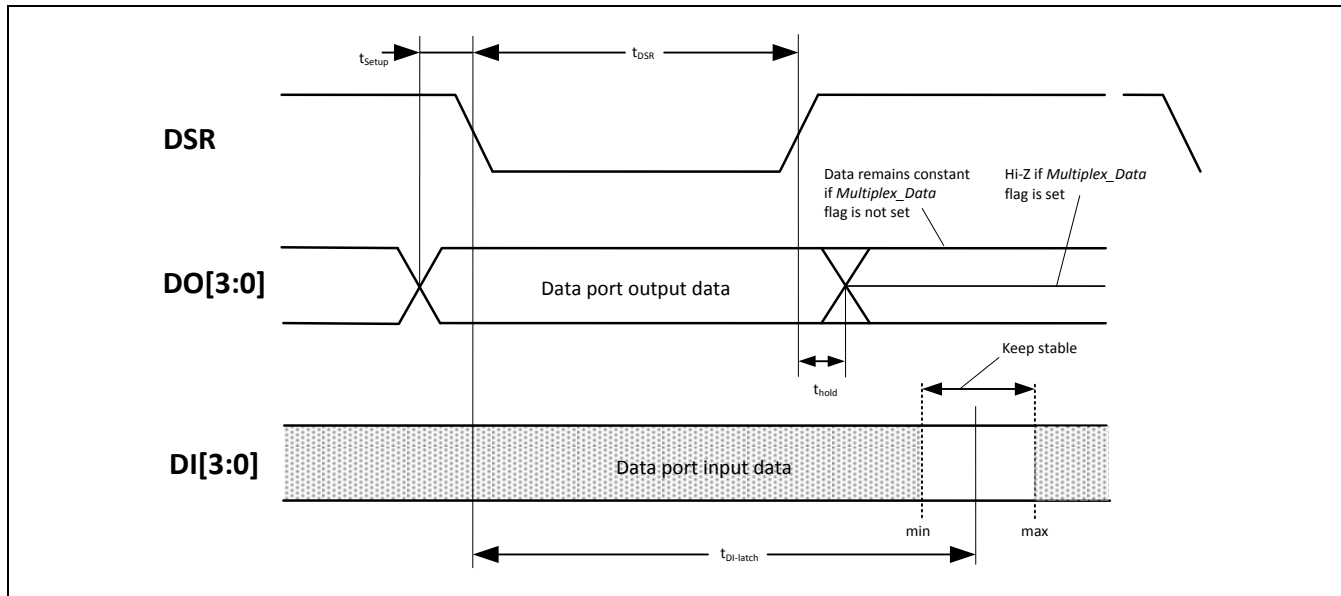 tSetup
tDSR
DSR
Data remains constant
if Multiplex_Data
flag is not set
Hi-Z if Multiplex_Data
flag is set
DO[3:0]
Data port output data
Keep stable
thold
DI[3:0]
Data port input data
min
max
tDI-latch